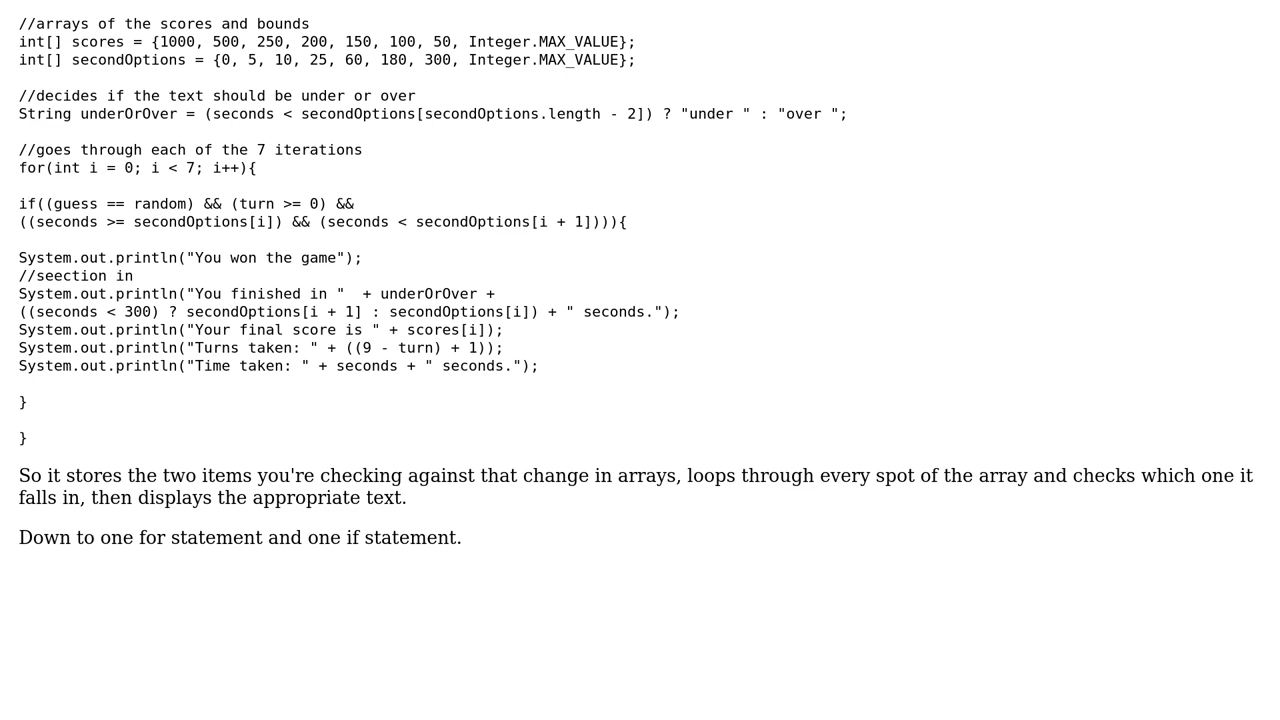 //arrays of the scores and bounds
int[] scores = {1000, 500, 250, 200, 150, 100, 50, Integer.MAX_VALUE};
int[] secondOptions = {0, 5, 10, 25, 60, 180, 300, Integer.MAX_VALUE};
//decides if the text should be under or over
String underOrOver = (seconds < secondOptions[secondOptions.length - 2]) ? "under " : "over ";
//goes through each of the 7 iterations
for(int i = 0; i < 7; i++){
if((guess == random) && (turn >= 0) &&
((seconds >= secondOptions[i]) && (seconds < secondOptions[i + 1]))){
System.out.println("You won the game");
//seection in
System.out.println("You finished in "  + underOrOver +
((seconds < 300) ? secondOptions[i + 1] : secondOptions[i]) + " seconds.");
System.out.println("Your final score is " + scores[i]);
System.out.println("Turns taken: " + ((9 - turn) + 1));
System.out.println("Time taken: " + seconds + " seconds.");
}
}
So it stores the two items you're checking against that change in arrays, loops through every spot of the array and checks which one it
falls in, then displays the appropriate text.
Down to one for statement and one if statement.